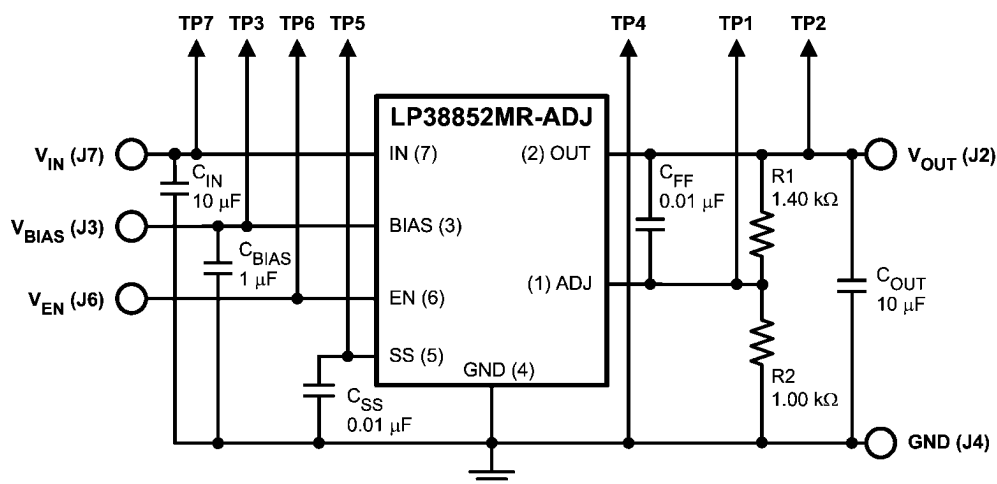 TP7 TP3 TP6 TP5 TP4 TP1 TP2
LP38852MR-ADJ
V_IN (J7)
IN (7)
(2) OUT
V_OUT (J2)
C_IN
10 µF
C_FF
0.01 µF
R1
1.40 kΩ
V_BIAS (J3)
BIAS (3)
C_BIAS
1 µF
(1) ADJ
C_OUT
10 µF
V_EN (J6)
EN (6)
SS (5)
GND (4)
R2
1.00 kΩ
C_SS
0.01 µF
GND (J4)